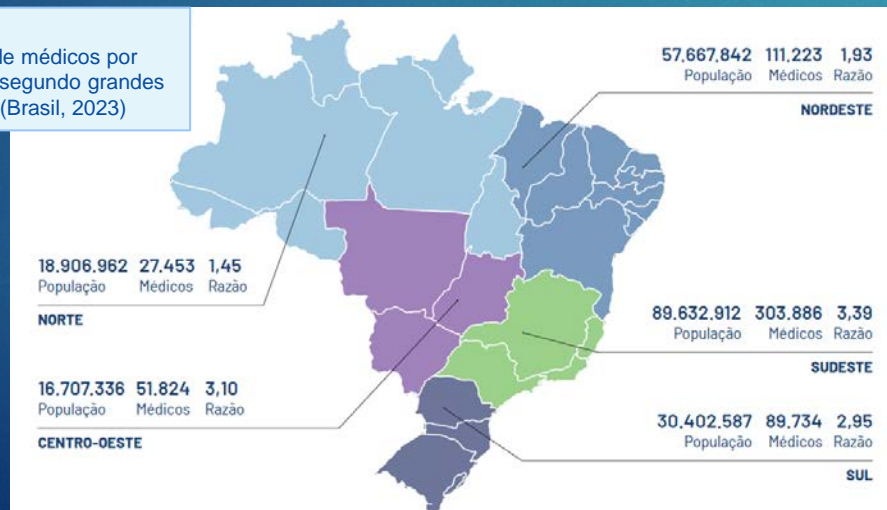 de médicos por
segundo grandes
(Brasil, 2023)
57.667.842 111.223 1,93
População Médicos Razão
NORDESTE
18.906.962 27.453 1,45
População Médicos Razão
NORTE
89.632.912 303.886 3,39
População Médicos Razão
SUDESTE
16.707.336 51.824 3,10
População Médicos Razão
CENTRO-OESTE
30.402.587 89.734 2,95
População Médicos Razão
SUL